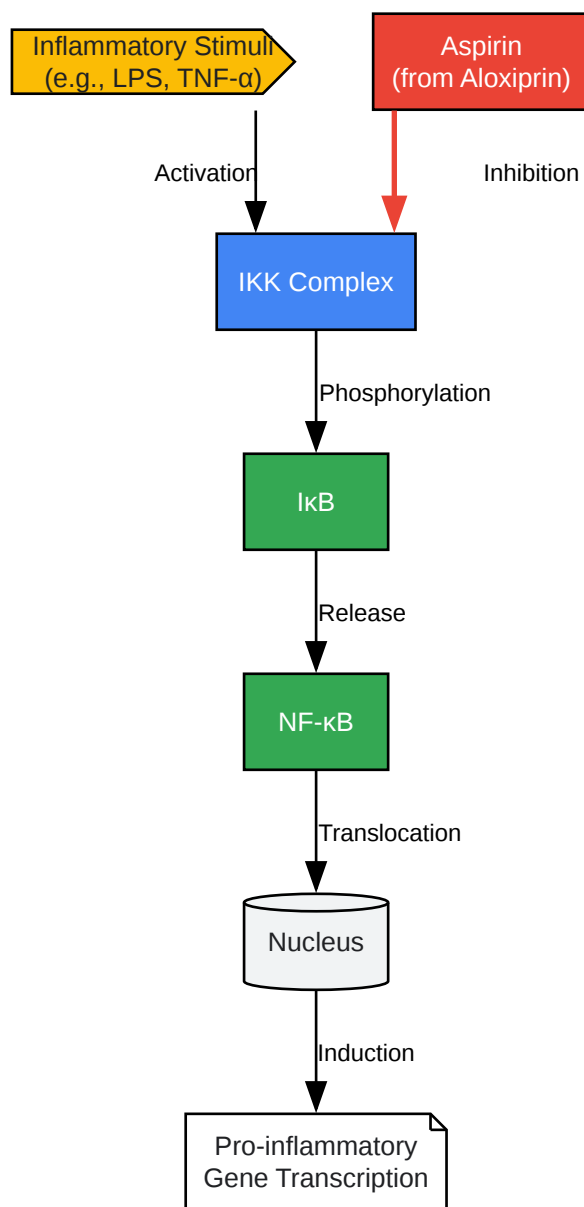 Inflammatory Stimuli
(e.g., LPS, TNF-α)
Aspirin
(from Aloxiprin)
Activation
Inhibition
IKK Complex
Phosphorylation
IκB
Release
NF-κB
Translocation
Nucleus
Induction
Pro-inflammatory
Gene Transcription